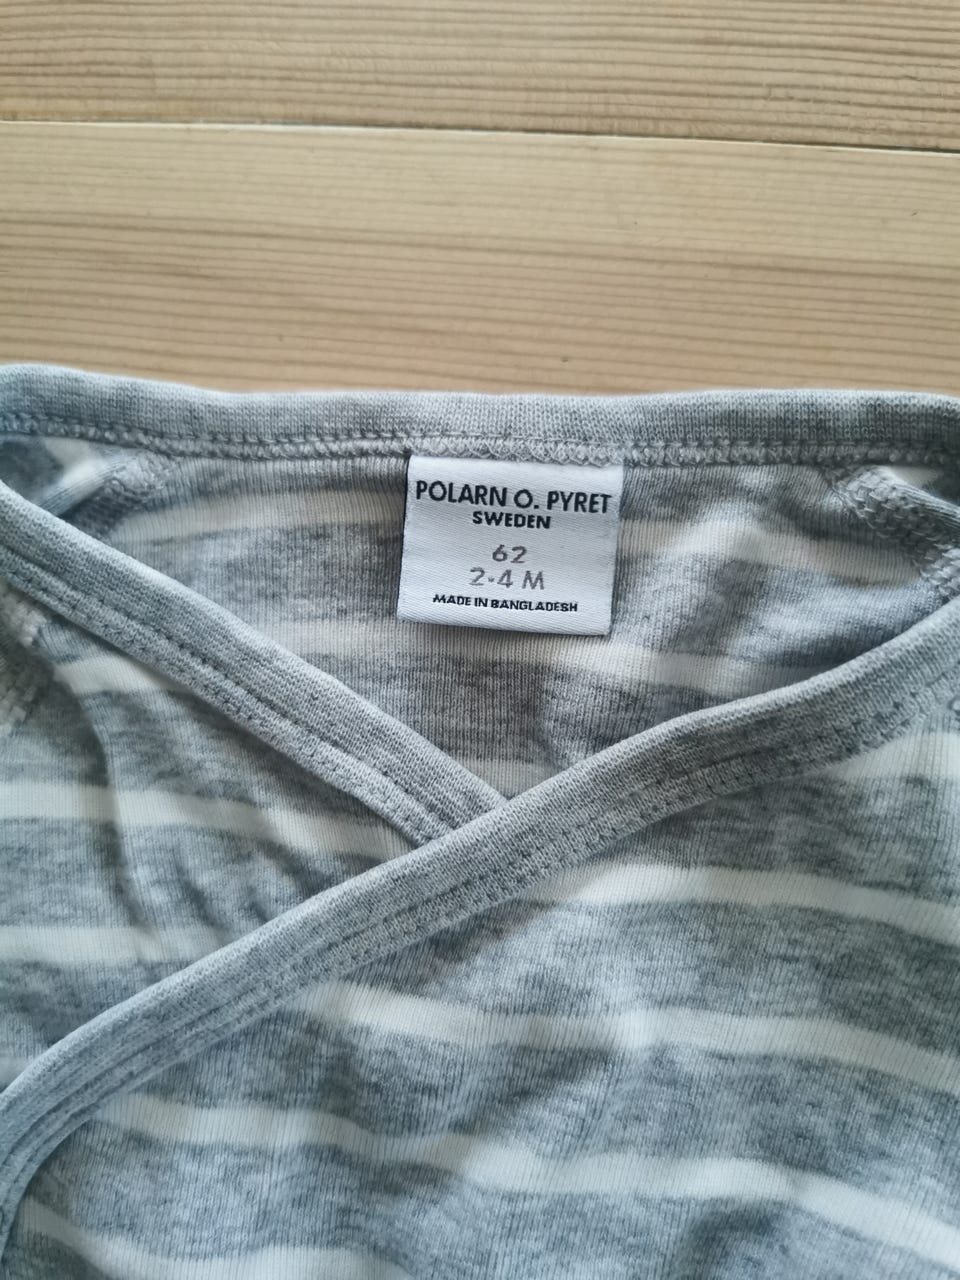 POLARN O. PYRET
SWEDEN
62
2-4 M
MADE IN BANGLADESH